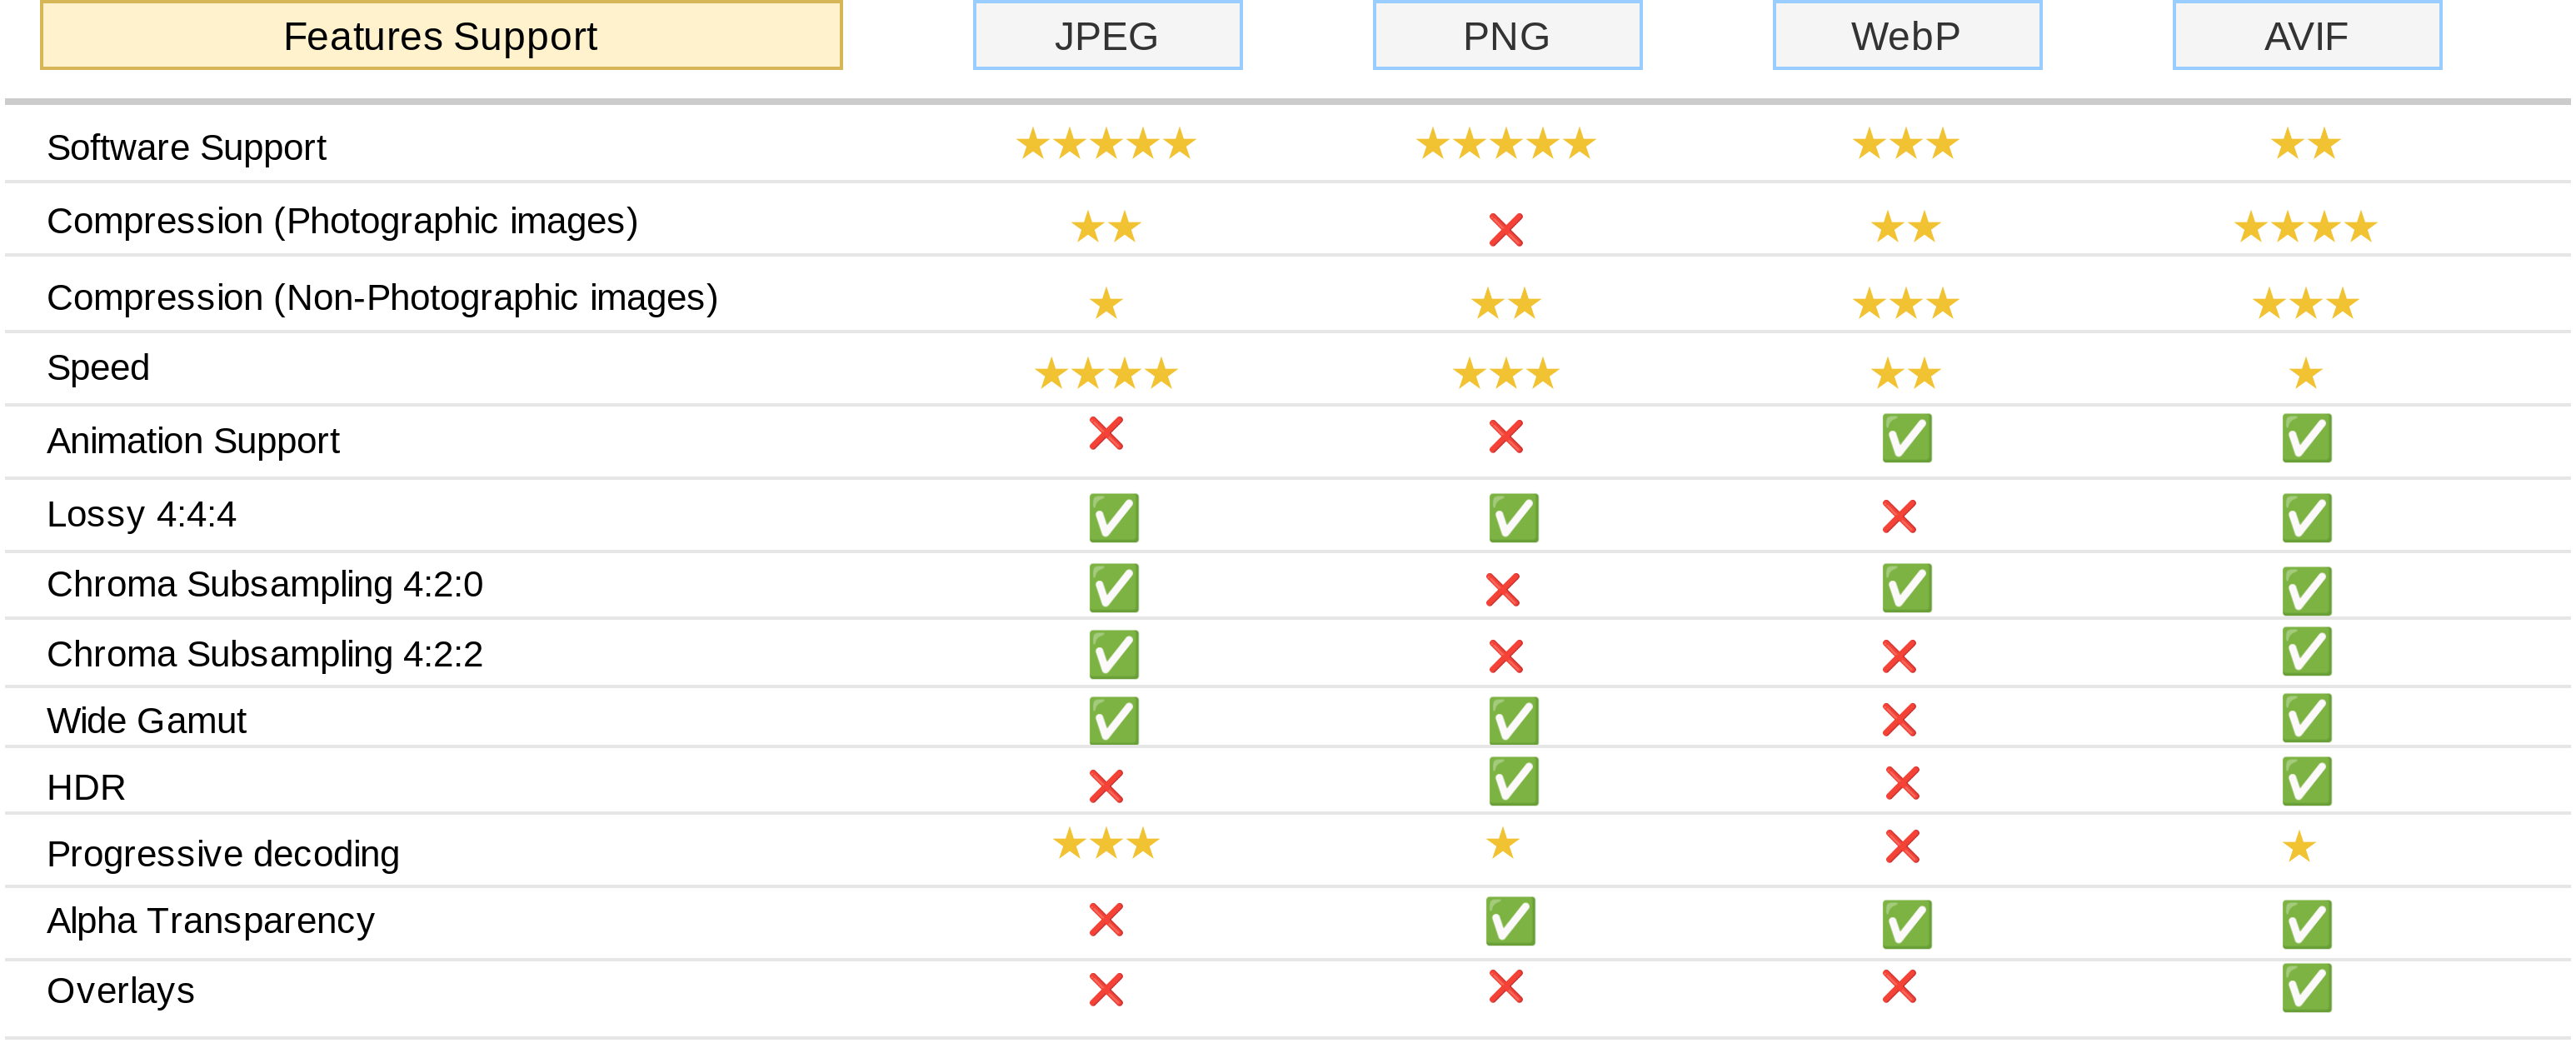 Features Support JPEG PNG WebP AVIF
Software Support ★★★★★ ★★★★★ ★★★ ★★
Compression (Photographic images) ★★ ❌ ★★ ★★★★
Compression (Non-Photographic images) ★ ★★ ★★★ ★★★
Speed ★★★★ ★★★ ★★ ★
Animation Support ❌ ❌ ✅ ✅
Lossy 4:4:4 ✅ ✅ ❌ ✅
Chroma Subsampling 4:2:0 ✅ ❌ ✅ ✅
Chroma Subsampling 4:2:2 ✅ ❌ ❌ ✅
Wide Gamut ✅ ✅ ❌ ✅
HDR ❌ ✅ ❌ ✅
Progressive decoding ★★★ ★ ❌ ★
Alpha Transparency ❌ ✅ ✅ ✅
Overlays ❌ ❌ ❌ ✅